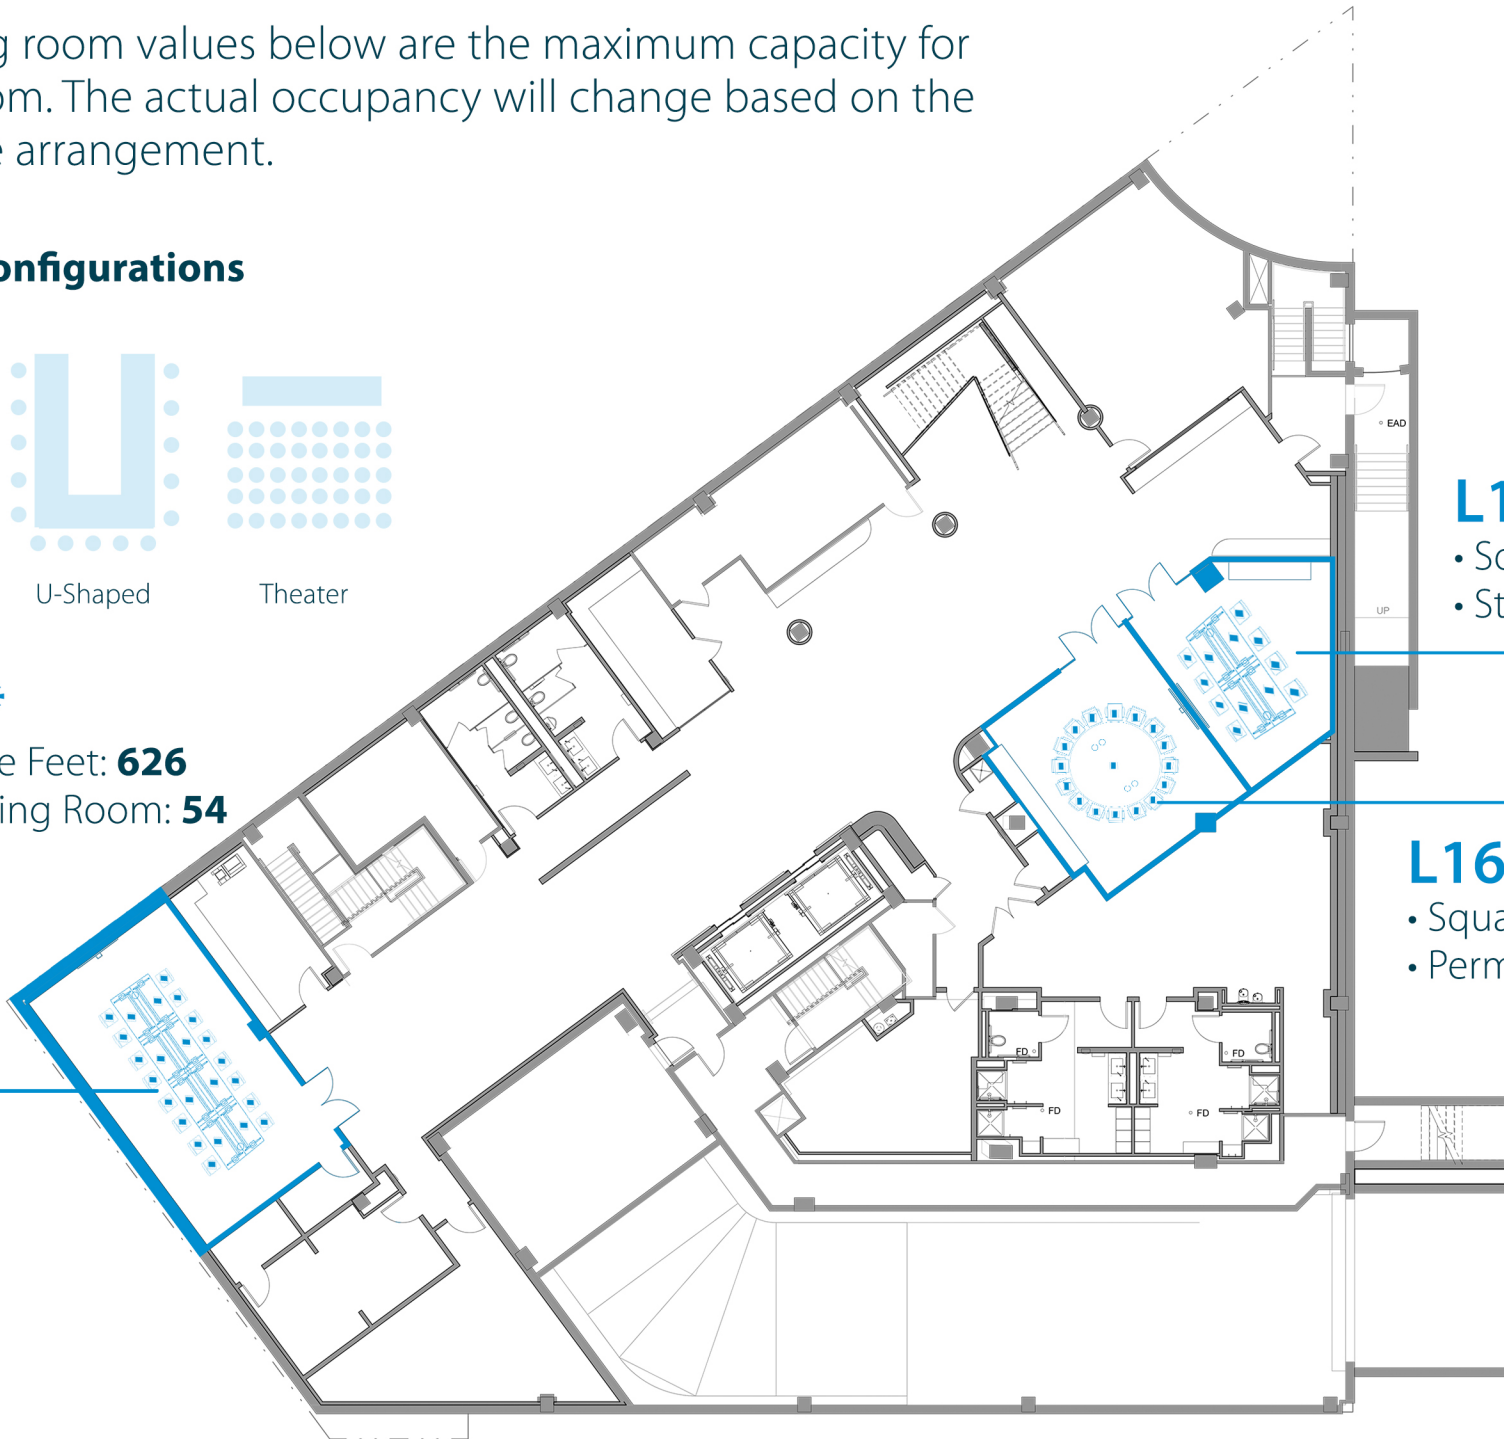 g room values below are the maximum capacity for
om. The actual occupancy will change based on the
e arrangement.
onfigurations
U-Shaped
Theater
e Feet: 626
ing Room: 54
EAD
UP
L1
• Sq
• St
L16
• Squa
• Perm
FD
FD
FD
FD